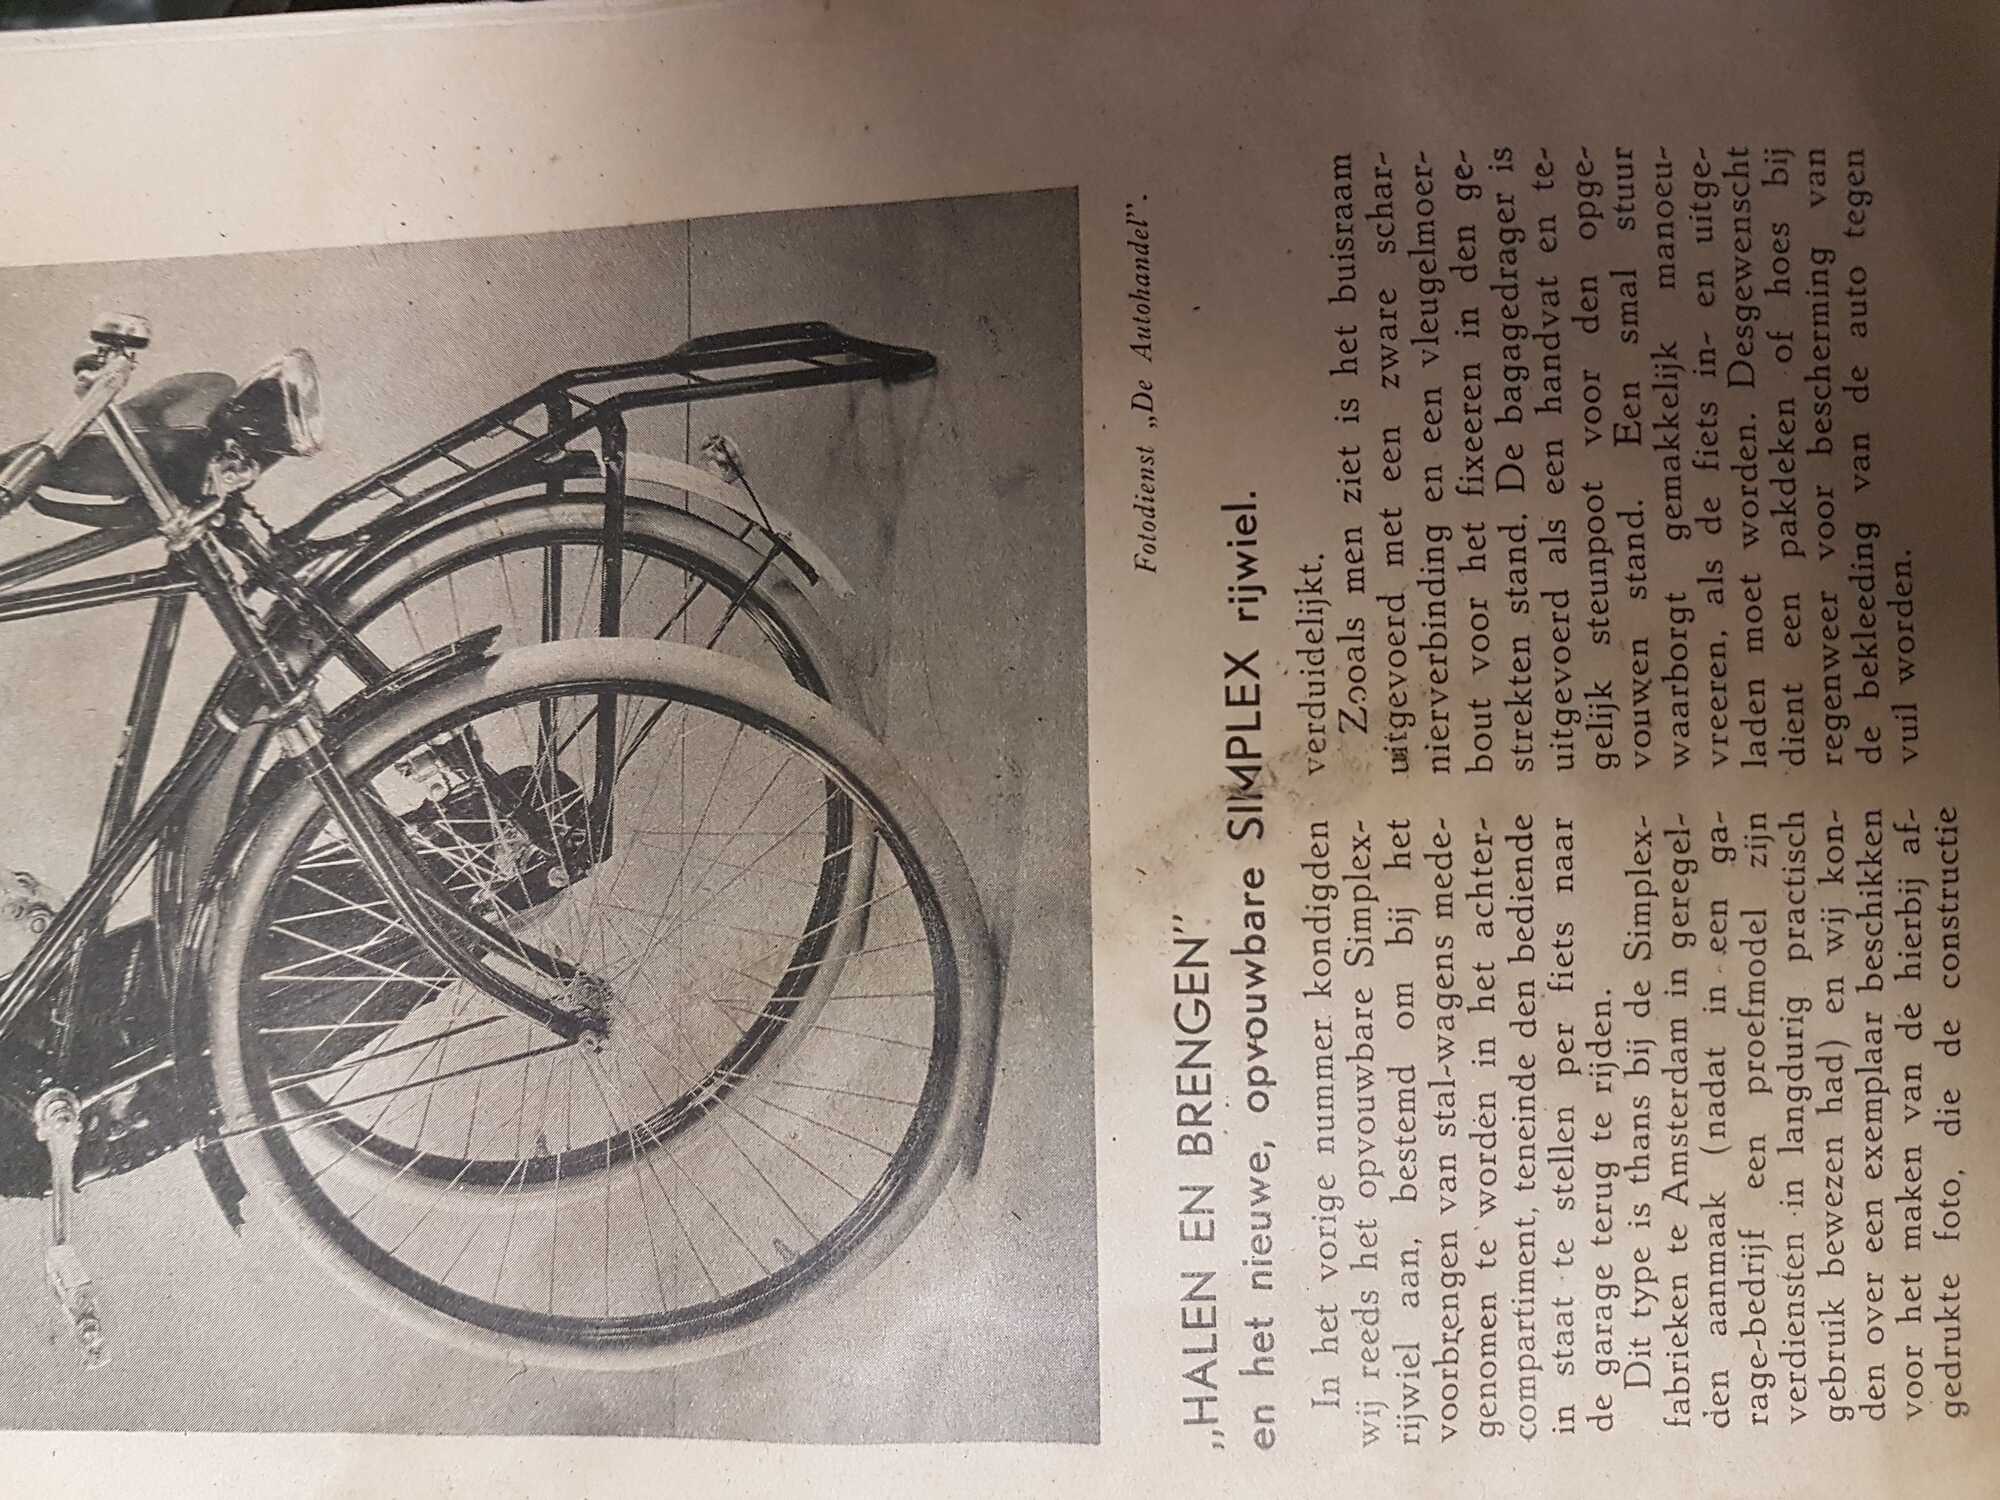 Fotodienst „De Autohandel".
„HALEN EN BRENGEN".
en het nieuwe, opvouwbare SIMPLEX rijwiel.
In het vorige nummer kondigden
wij reeds het opvouwbare Simplex-
rijwiel aan, bestemd om bij het
voorbrengen van stal-wagens mede-
genomen te worden in het achter-
compartiment, teneinde den bediende
in staat te stellen per fiets naar
de garage terug te rijden.
Dit type is thans bij de Simplex-
fabrieken te Amsterdam in geregel-
den aanmaak (nadat in een ga-
rage-bedrijf een proefmodel zijn
verdiensten in langdurig practisch
gebruik bewezen had) en wij kon-
den over een exemplaar beschikken
voor het maken van de hierbij af-
gedrukte foto, die de constructie
verduidelijkt.
Zooals men ziet is het buisraam
uitgevoerd met een zware schar-
nierverbinding en een vleugelmoer-
bout voor het fixeeren in den ge-
strekten stand. De baggagedrager is
uitgevoerd als een handvat en te-
gelijk steunpoot voor den opge-
vouwen stand. Een smal stuur
waarborgt gemakkelijk manoeu-
vreeren, als de fiets in- en uitge-
laden moet worden. Desgewenscht
dient een pakdeken of hoes bij
regenweer voor bescherming van
de bekleeding van de auto tegen
vuil worden.